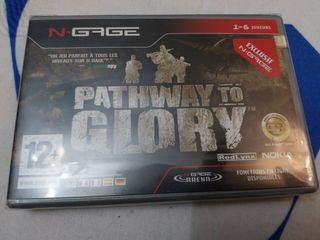 N·GAGE
1-6 JOUEURS
EXCLUSIF
N·GAGE
"UN JEU PARFAIT À TOUS LES
NIVEAUX SUR N-GAGE."
PATHWAY TO
GLORY™
12+
RedLynx
NOKIA
N·GAGE
ARENA
FONCTIONS EN LIGNE
DISPONIBLES